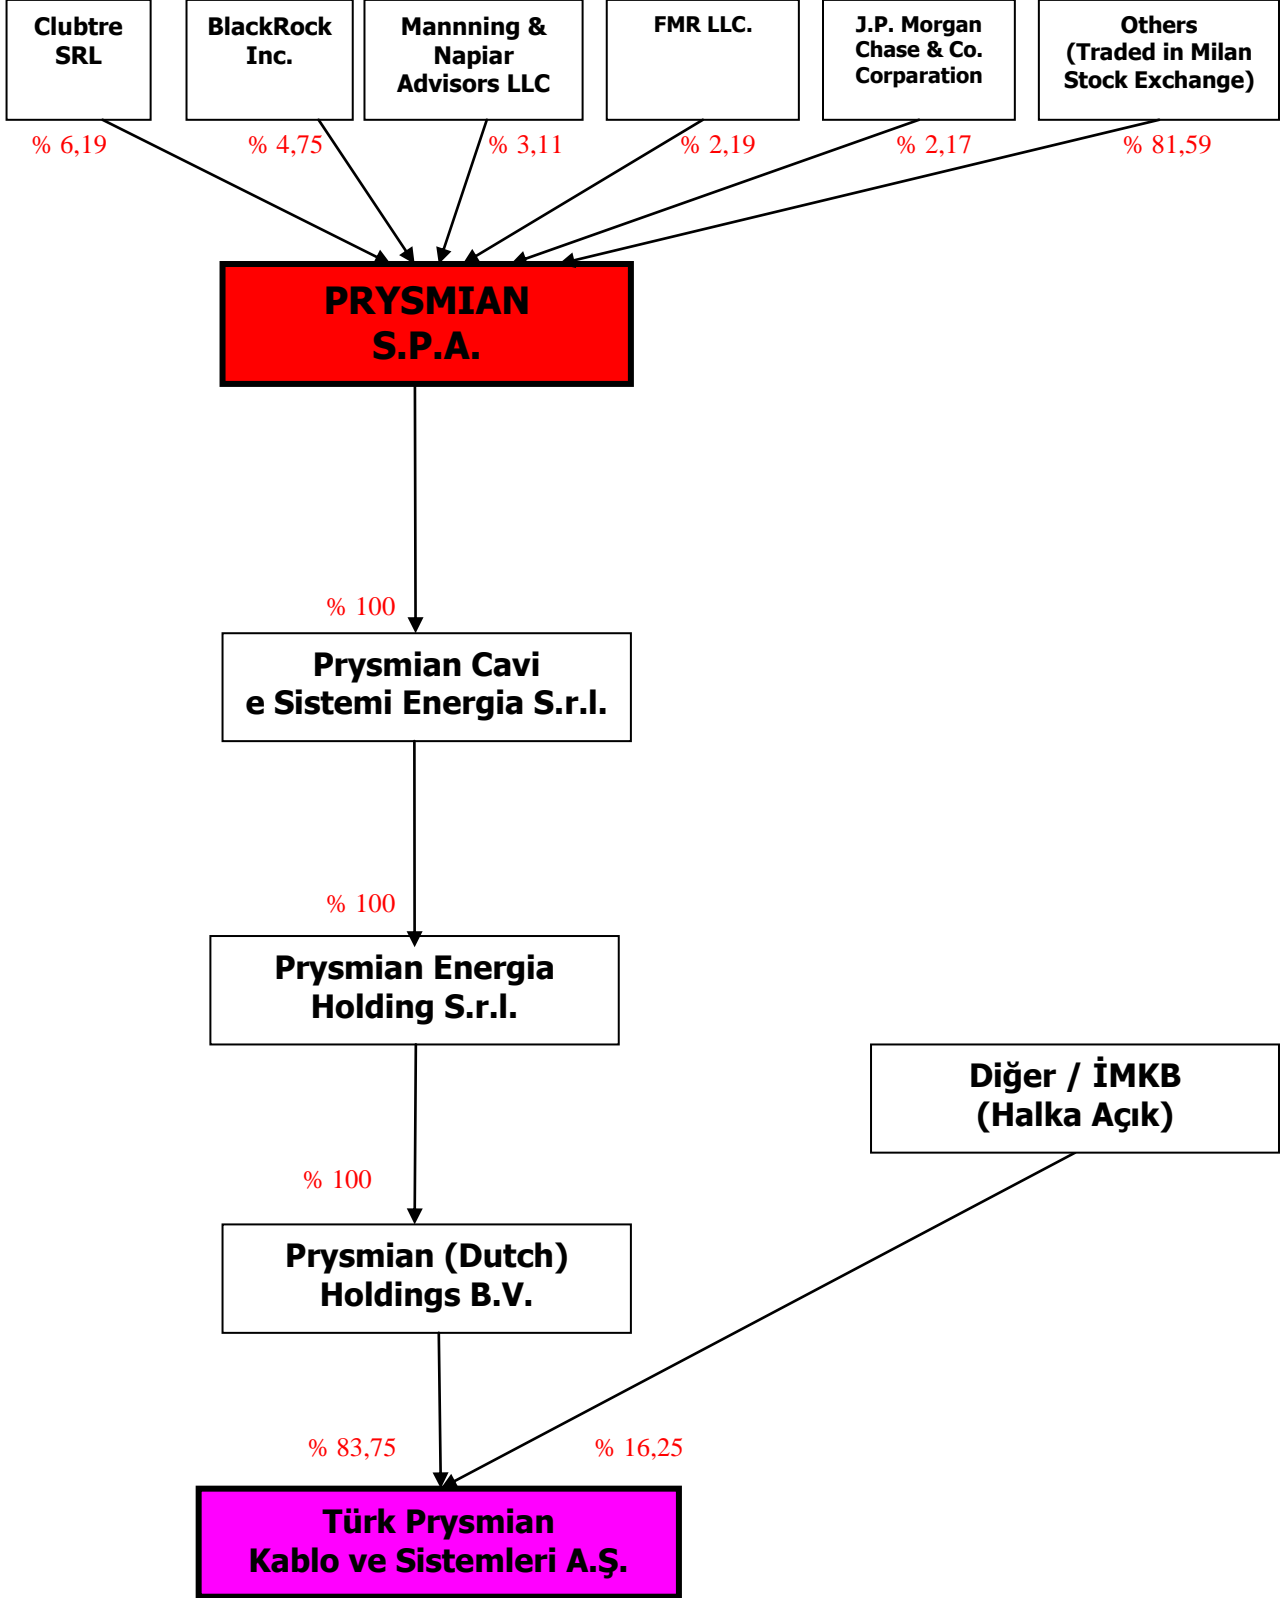 Clubtre
SRL
BlackRock
Inc.
Mannning &
Napiar
Advisors LLC
FMR LLC.
J.P. Morgan
Chase & Co.
Corparation
Others
(Traded in Milan
Stock Exchange)
% 6,19
% 4,75
% 3,11
% 2,19
% 2,17
% 81,59
PRYSMIAN
S.P.A.
% 100
Prysmian Cavi
e Sistemi Energia S.r.l.
% 100
Prysmian Energia
Holding S.r.l.
Diğer / İMKB
(Halka Açık)
% 100
Prysmian (Dutch)
Holdings B.V.
% 83,75
% 16,25
Türk Prysmian
Kablo ve Sistemleri A.Ş.